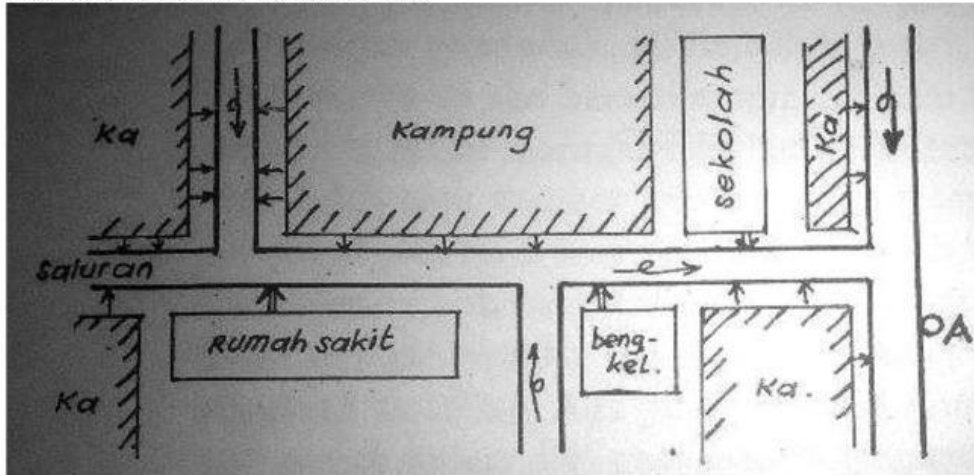 Ka
Kampung
sekolah
Ka
saluran
Rumah sakit
beng-
kel.
Ka.
OA
Ka